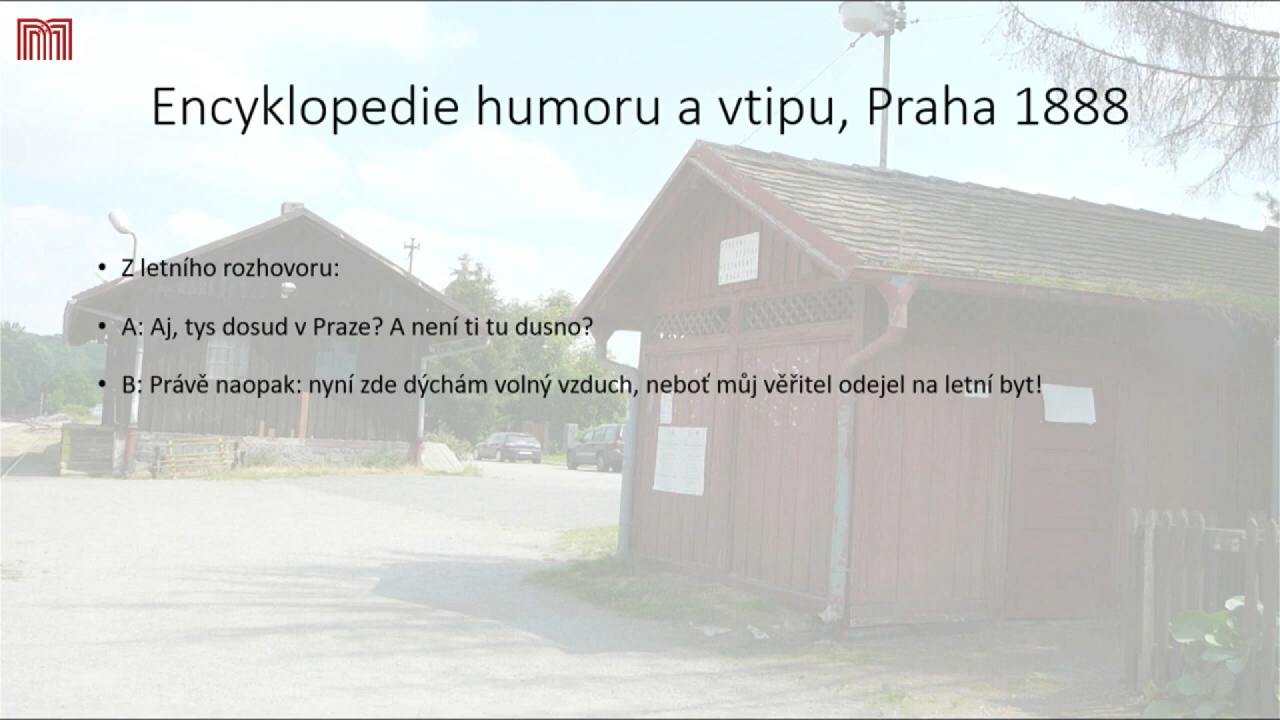 Encyklopedie humoru a vtipu, Praha 1888
• Z letního rozhovoru:
• A: Aj, tys dosud v Praze? A není ti tu dusno?
• B: Právě naopak: nyní zde dýchám volný vzduch, neboť můj věřitel odejel na letní byt!